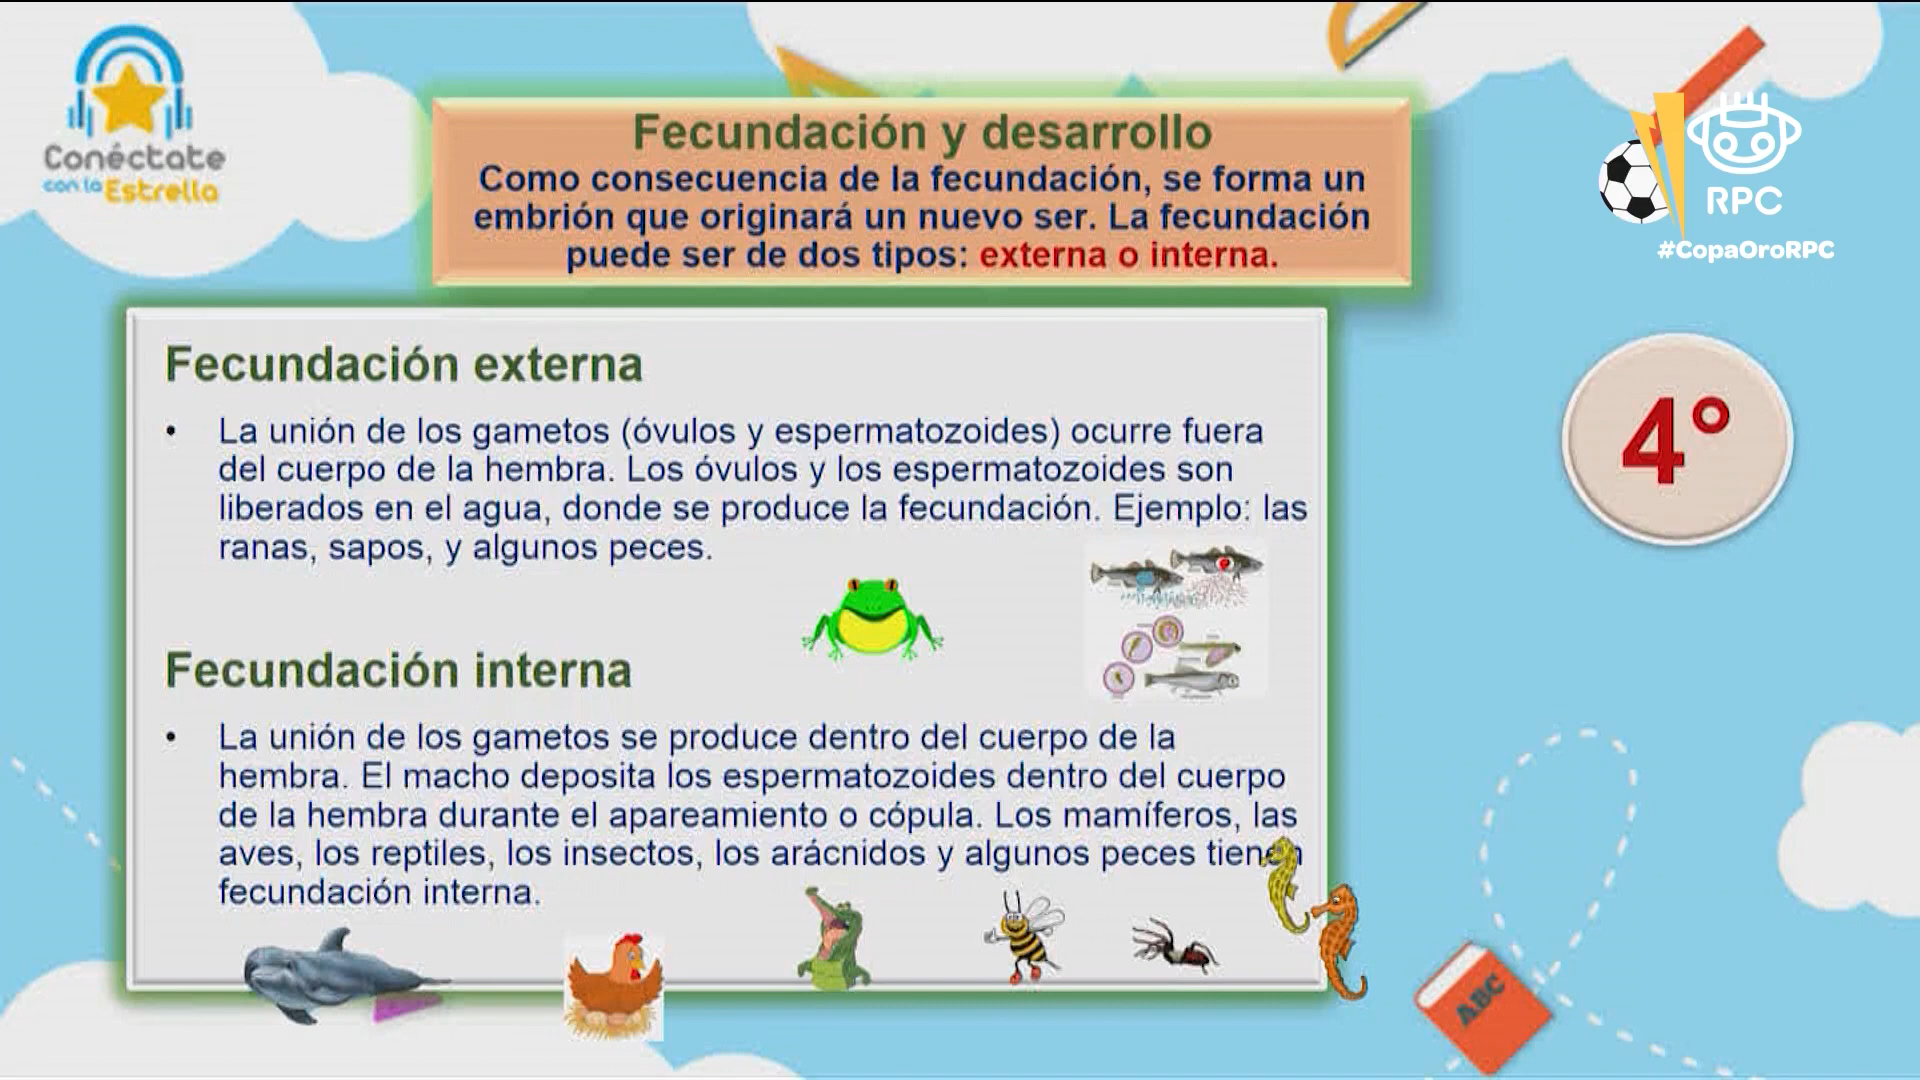 Conéctate
con la Estrella
Fecundación y desarrollo
Como consecuencia de la fecundación, se forma un
embrión que originará un nuevo ser. La fecundación
puede ser de dos tipos: externa o interna.
RPC
#CopaOroRPC
Fecundación externa
• La unión de los gametos (óvulos y espermatozoides) ocurre fuera
del cuerpo de la hembra. Los óvulos y los espermatozoides son
liberados en el agua, donde se produce la fecundación. Ejemplo: las
ranas, sapos, y algunos peces.
4°
Fecundación interna
• La unión de los gametos se produce dentro del cuerpo de la
hembra. El macho deposita los espermatozoides dentro del cuerpo
de la hembra durante el apareamiento o cópula. Los mamíferos, las
aves, los reptiles, los insectos, los arácnidos y algunos peces tienen
fecundación interna.
ABC